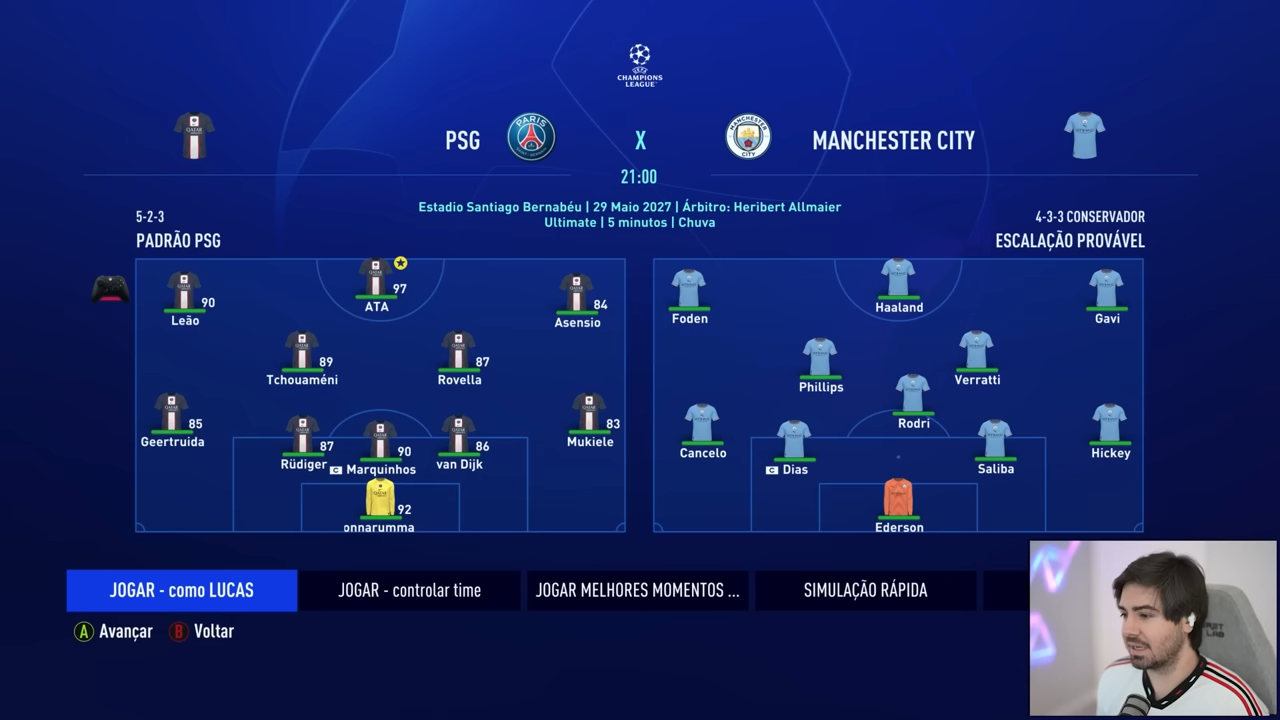 UEFA
CHAMPIONS
LEAGUE
PARIS
PSG X MANCHESTER CITY
MANCHESTER
CITY
21:00
Estadio Santiago Bernabéu | 29 Maio 2027 | Árbitro: Heribert Allmaier
Ultimate | 5 minutos | Chuva
5-2-3
PADRÃO PSG
4-3-3 CONSERVADOR
ESCALAÇÃO PROVÁVEL
90
Leão
97
ATA
84
Asensio
89
Tchouaméni
87
Rovella
85
Geertruida
87
Rüdiger
90
C Marquinhos
86
van Dijk
83
Mukiele
92
onnarumma
Foden
Haaland
Gavi
Phillips
Verratti
Rodri
Cancelo
C Dias
Saliba
Hickey
Ederson
JOGAR - como LUCAS
JOGAR - controlar time
JOGAR MELHORES MOMENTOS ...
SIMULAÇÃO RÁPIDA
A Avançar
B Voltar